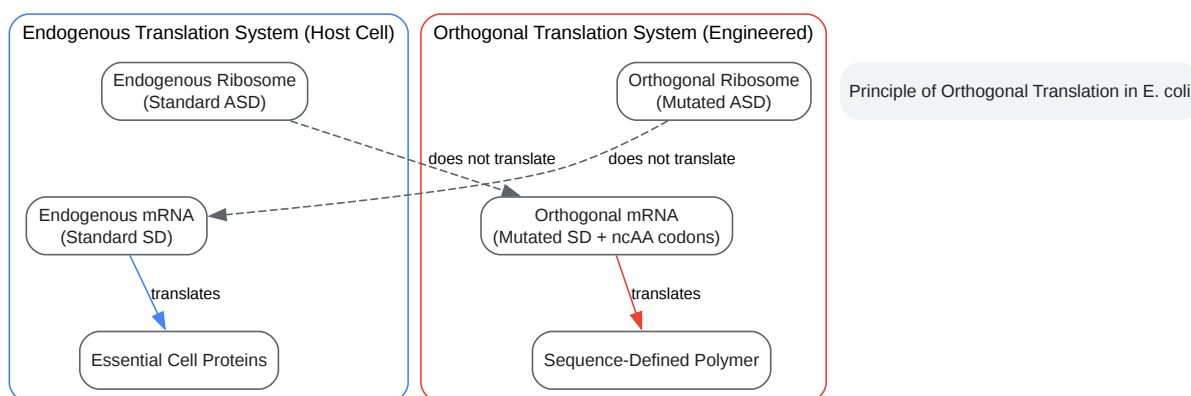 Endogenous Translation System (Host Cell)
Orthogonal Translation System (Engineered)
Endogenous Ribosome
(Standard ASD)
Orthogonal Ribosome
(Mutated ASD)
Principle of Orthogonal Translation in E. coli
does not translate
does not translate
Endogenous mRNA
(Standard SD)
Orthogonal mRNA
(Mutated SD + ncAA codons)
translates
translates
Essential Cell Proteins
Sequence-Defined Polymer